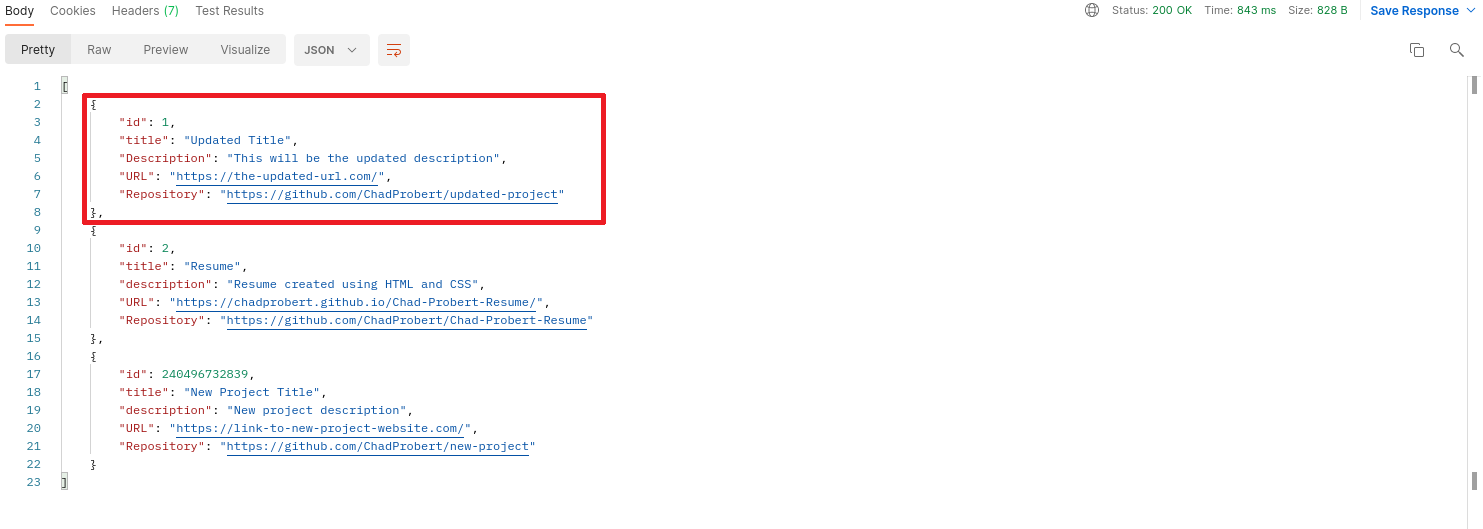 Body Cookies Headers (7) Test Results Status: 200 OK Time: 843 ms Size: 828 B Save Response
Pretty Raw Preview Visualize JSON
1 [
2 {
3 "id": 1,
4 "title": "Updated Title",
5 "Description": "This will be the updated description",
6 "URL": "https://the-updated-url.com/",
7 "Repository": "https://github.com/ChadProbert/updated-project"
8 },
9 {
10 "id": 2,
11 "title": "Resume",
12 "description": "Resume created using HTML and CSS",
13 "URL": "https://chadprobert.github.io/Chad-Probert-Resume/",
14 "Repository": "https://github.com/ChadProbert/Chad-Probert-Resume"
15 },
16 {
17 "id": 240496732839,
18 "title": "New Project Title",
19 "description": "New project description",
20 "URL": "https://link-to-new-project-website.com/",
21 "Repository": "https://github.com/ChadProbert/new-project"
22 }
23 ]